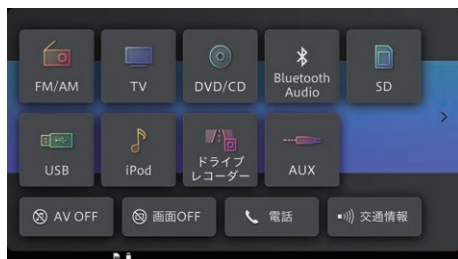 FM/AM
TV
DVD/CD
Bluetooth
Audio
SD
USB
iPod
ドライブ
レコーダー
AUX
AV OFF
画面OFF
電話
交通情報